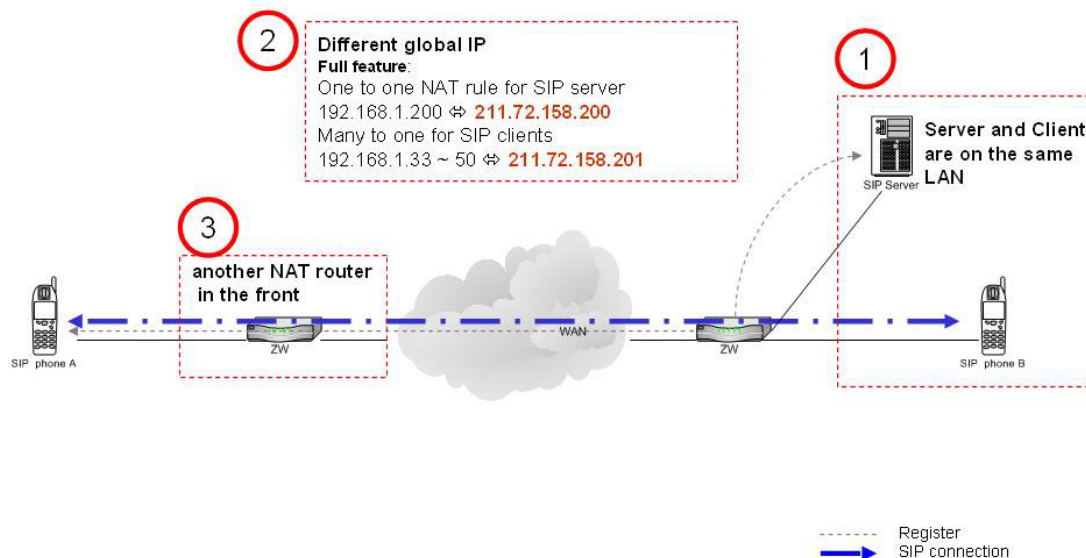 2
Different global IP
Full feature:
One to one NAT rule for SIP server
192.168.1.200 ⇔ 211.72.158.200
Many to one for SIP clients
192.168.1.33 ~ 50 ⇔ 211.72.158.201
1
Server and Client
are on the same
LAN
SIP Server
3
another NAT router
in the front
SIP phone A
ZW
WAN
ZW
SIP phone B
Register
SIP connection